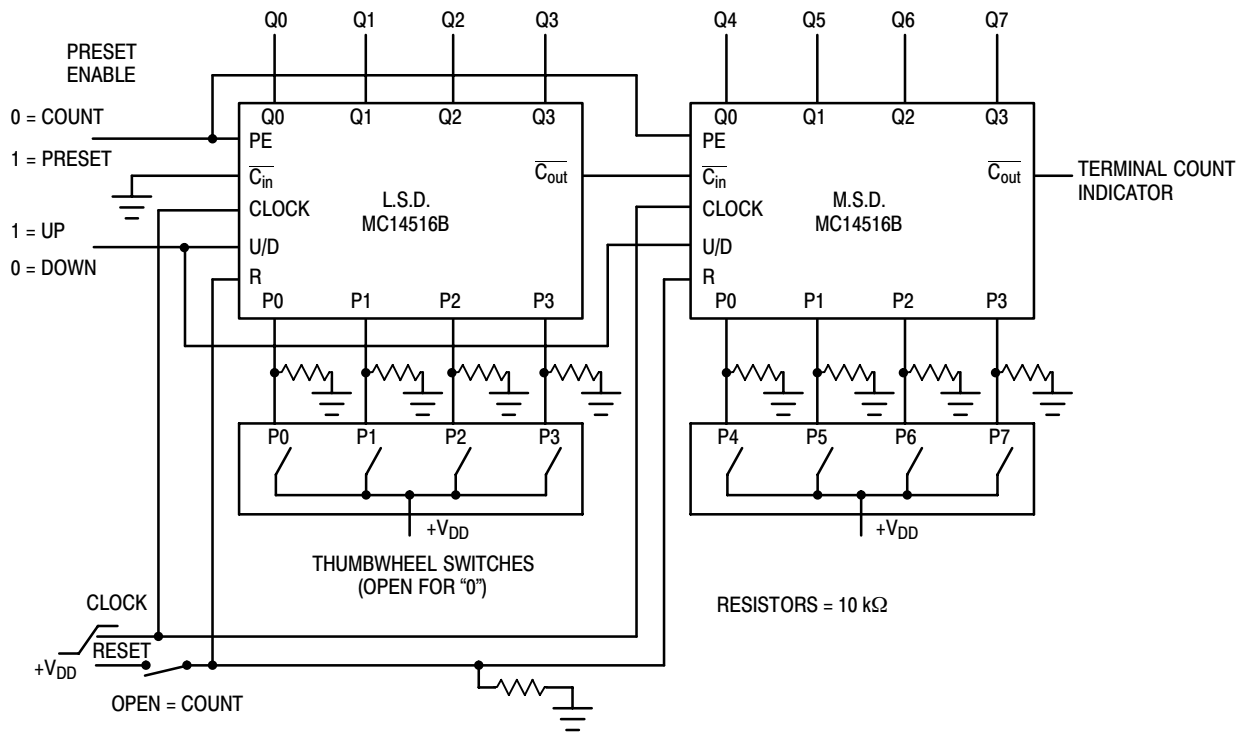 Q0 Q1 Q2 Q3 Q4 Q5 Q6 Q7
PRESET
ENABLE
0 = COUNT
1 = PRESET
1 = UP
0 = DOWN
Q0 Q1 Q2 Q3
PE
C̅i̅n̅
C̅o̅u̅t̅
CLOCK
U/D
R
L.S.D.
MC14516B
P0 P1 P2 P3
Q0 Q1 Q2 Q3
PE
C̅i̅n̅
C̅o̅u̅t̅
CLOCK
U/D
R
M.S.D.
MC14516B
P0 P1 P2 P3
TERMINAL COUNT
INDICATOR
P0 P1 P2 P3
+VDD
P4 P5 P6 P7
+VDD
THUMBWHEEL SWITCHES
(OPEN FOR “0”)
RESISTORS = 10 kΩ
CLOCK
RESET
+VDD
OPEN = COUNT